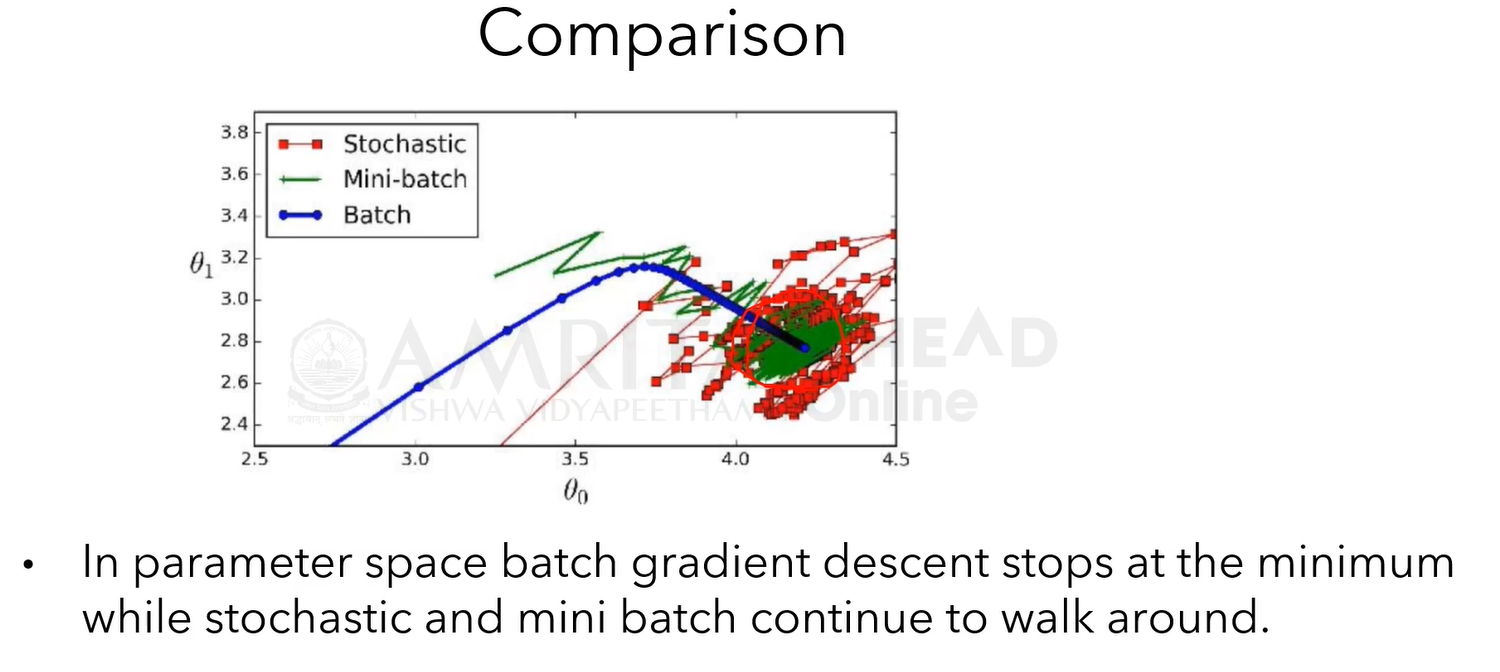 Comparison
3.8
3.6
3.4
3.2
3.0
2.8
2.6
2.4
θ1
Stochastic
Mini-batch
Batch
AMRITA AHEAD
VISHWA VIDYAPEETHAM Online
2.5 3.0 3.5 4.0 4.5
θ0
• In parameter space batch gradient descent stops at the minimum
while stochastic and mini batch continue to walk around.